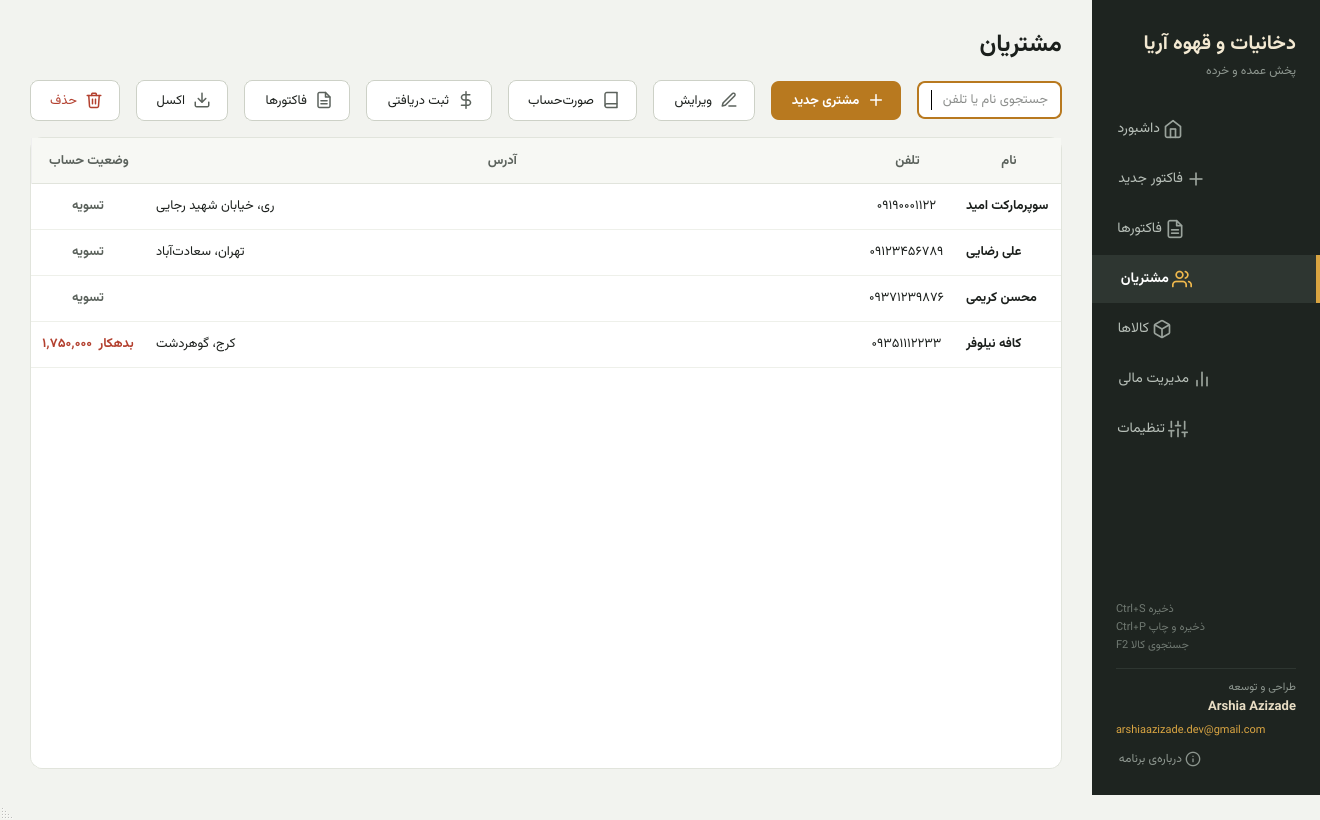 دخانیات و قهوه آریا
پخش عمده و خرده
داشبورد
فاکتور جدید
فاکتورها
مشتریان
کالاها
مدیریت مالی
تنظیمات
ذخیره Ctrl+S
ذخیره و چاپ Ctrl+P
جستجوی کالا F2
طراحی و توسعه
Arshia Azizade
arshiaazizade.dev@gmail.com
درباره‌ی برنامه
مشتریان
جستجوی نام یا تلفن مشتری جدید ویرایش صورت‌حساب ثبت دریافتی فاکتورها اکسل حذف
نام تلفن آدرس وضعیت حساب
سوپرمارکت امید ۰۹۱۹۰۰۰۱۱۲۲ ری، خیابان شهید رجایی تسویه
علی رضایی ۰۹۱۲۳۴۵۶۷۸۹ تهران، سعادت‌آباد تسویه
محسن کریمی ۰۹۳۷۱۲۳۹۸۷۶ تسویه
کافه نیلوفر ۰۹۳۵۱۱۱۲۲۳۳ کرج، گوهردشت بدهکار ۱,۷۵۰,۰۰۰